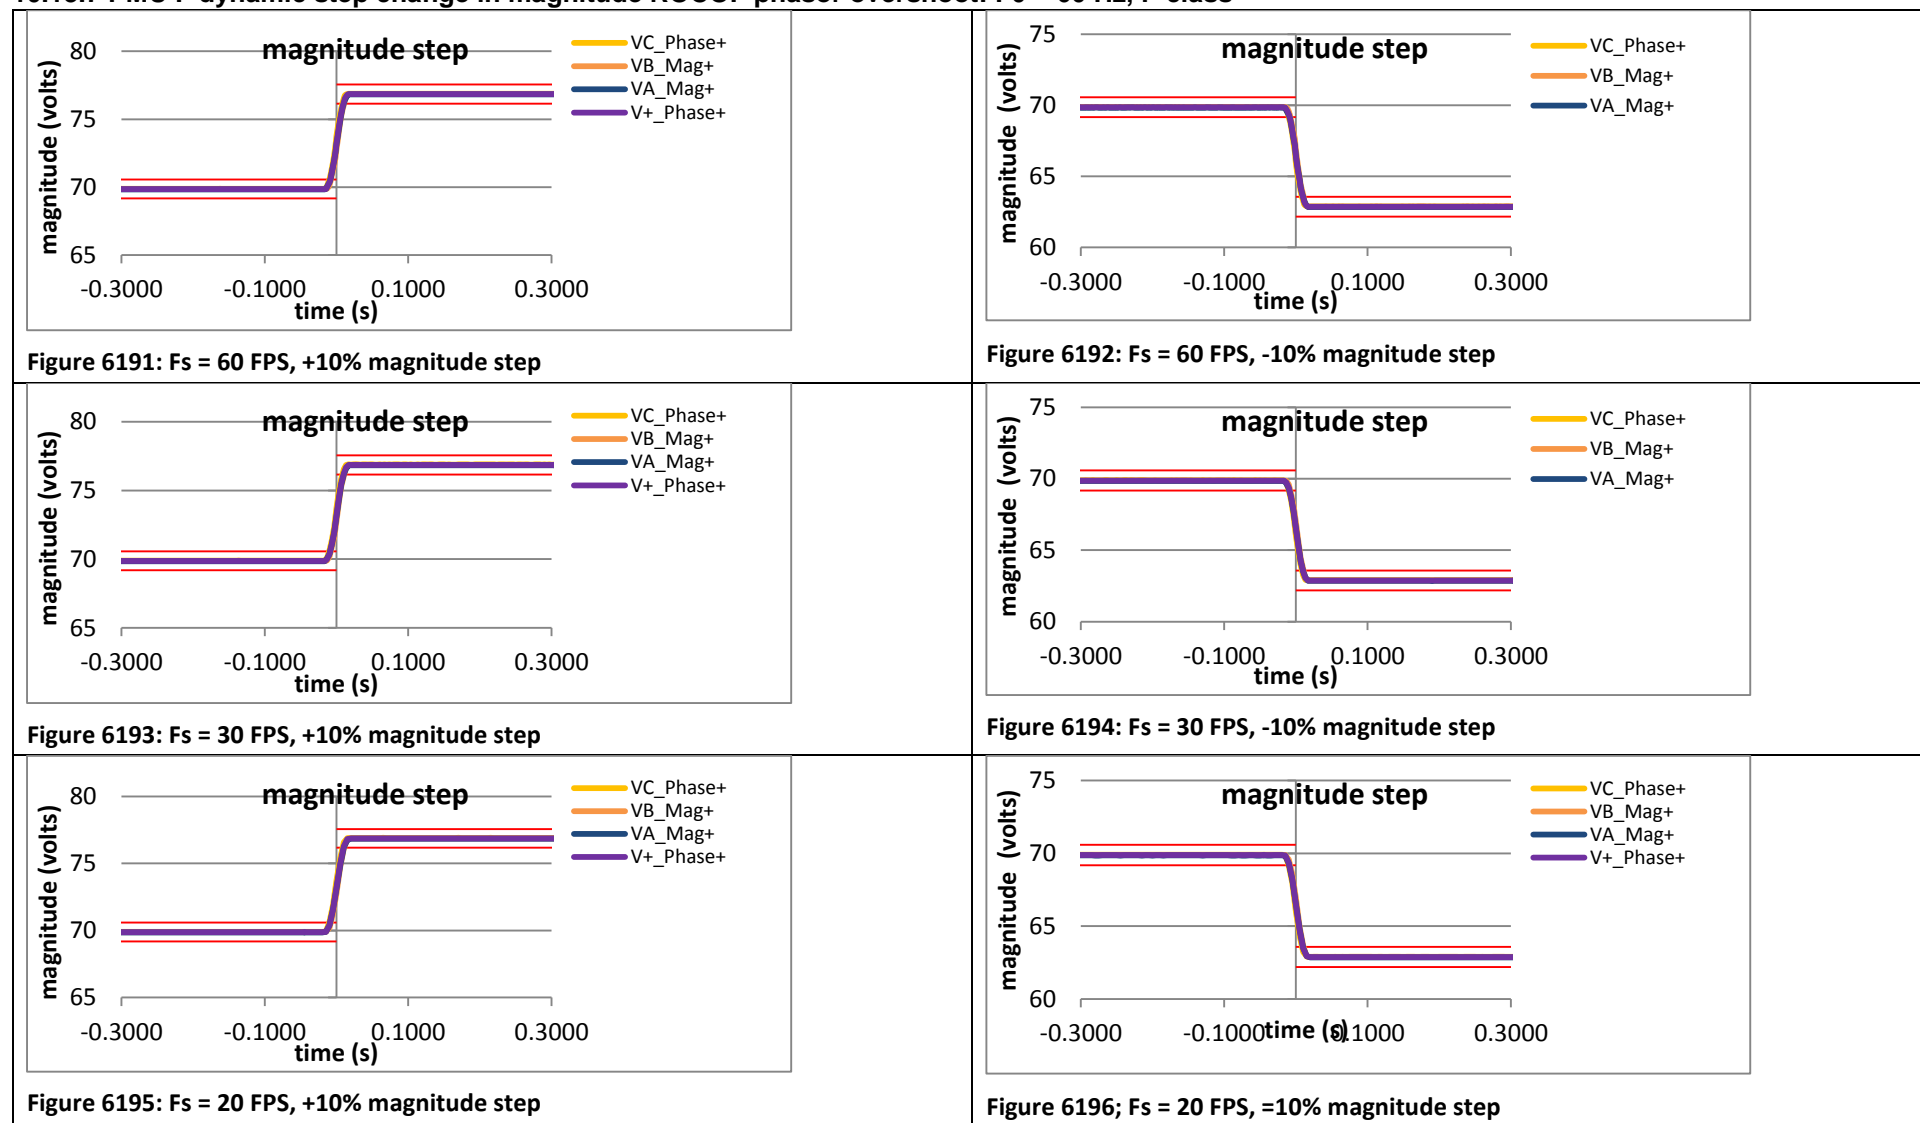 magnitude step
magnitude (volts)
80
75
70
65
-0.3000 -0.1000 0.1000 0.3000
time (s)
VC_Phase+
VB_Mag+
VA_Mag+
V+_Phase+
Figure 6191: Fs = 60 FPS, +10% magnitude step
magnitude step
magnitude (volts)
75
70
65
60
-0.3000 -0.1000 0.1000 0.3000
time (s)
VC_Phase+
VB_Mag+
VA_Mag+
Figure 6192: Fs = 60 FPS, -10% magnitude step
magnitude step
magnitude (volts)
80
75
70
65
-0.3000 -0.1000 0.1000 0.3000
time (s)
VC_Phase+
VB_Mag+
VA_Mag+
V+_Phase+
Figure 6193: Fs = 30 FPS, +10% magnitude step
magnitude step
magnitude (volts)
75
70
65
60
-0.3000 -0.1000 0.1000 0.3000
time (s)
VC_Phase+
VB_Mag+
VA_Mag+
Figure 6194: Fs = 30 FPS, -10% magnitude step
magnitude step
magnitude (volts)
80
75
70
65
-0.3000 -0.1000 0.1000 0.3000
time (s)
VC_Phase+
VB_Mag+
VA_Mag+
V+_Phase+
Figure 6195: Fs = 20 FPS, +10% magnitude step
magnitude step
magnitude (volts)
75
70
65
60
-0.3000 -0.1000 0.1000 0.3000
time (s)
VC_Phase+
VB_Mag+
VA_Mag+
V+_Phase+
Figure 6196; Fs = 20 FPS, =10% magnitude step